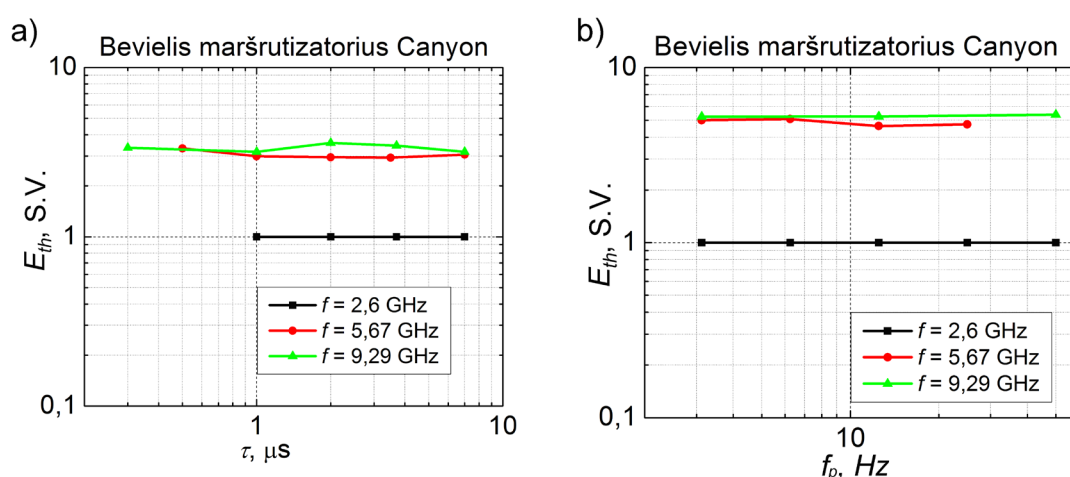 a)
Bevielis maršrutizatorius Canyon
10
1
0,1
E_th, S.V.
1
10
τ, μs
f = 2,6 GHz
f = 5,67 GHz
f = 9,29 GHz
b)
Bevielis maršrutizatorius Canyon
10
1
0,1
E_th, S.V.
10
f_p, Hz
f = 2,6 GHz
f = 5,67 GHz
f = 9,29 GHz